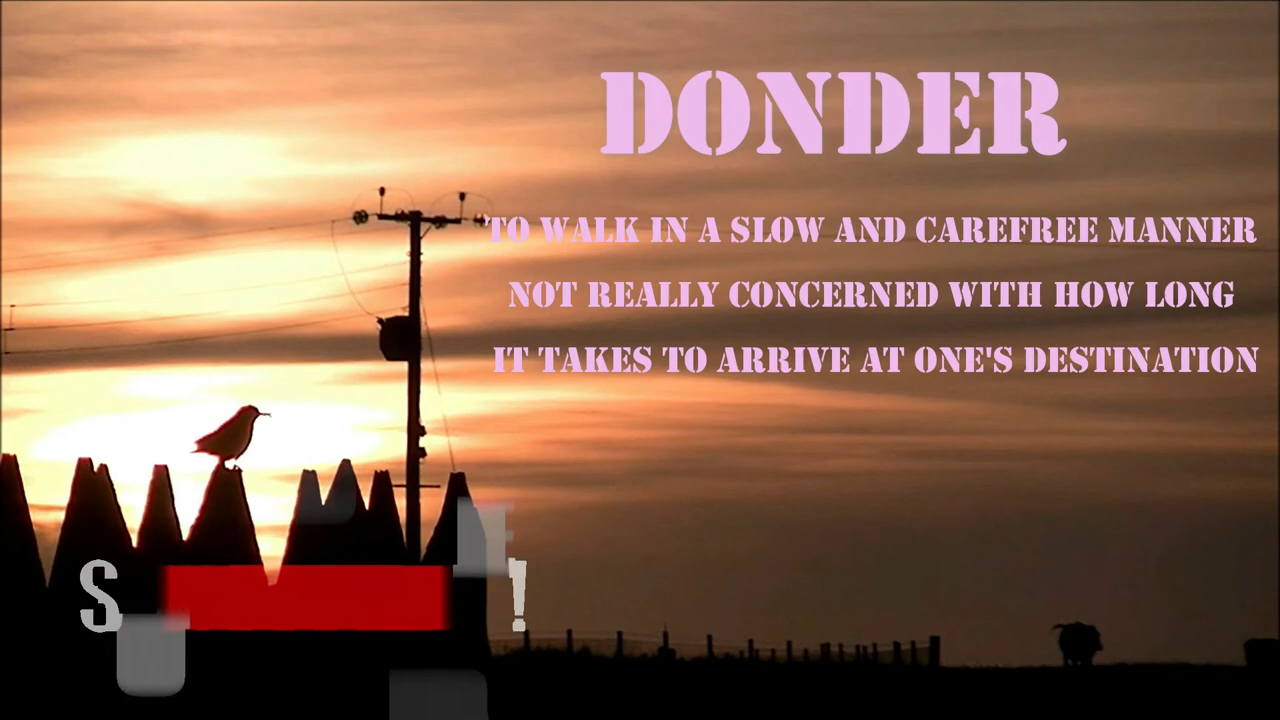 DONDER
TO WALK IN A SLOW AND CAREFREE MANNER
NOT REALLY CONCERNED WITH HOW LONG
IT TAKES TO ARRIVE AT ONE'S DESTINATION
S !